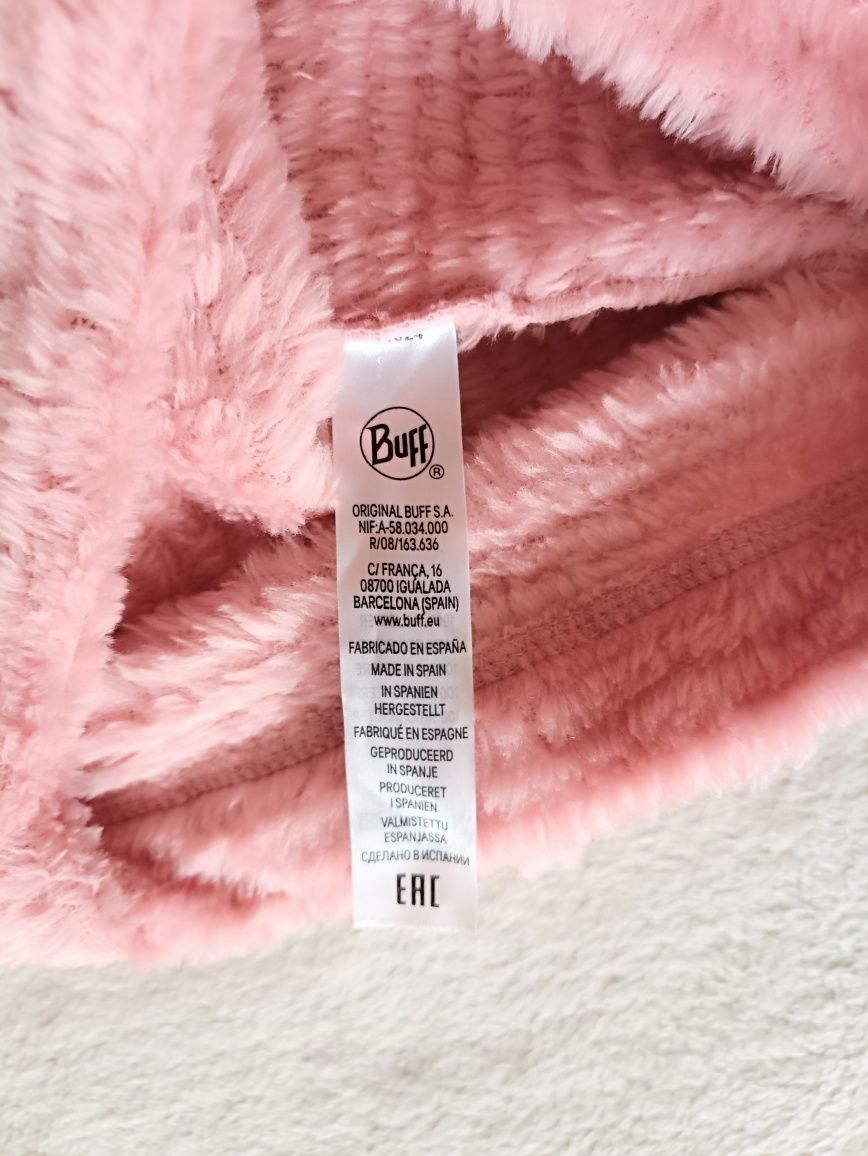 Buff®
ORIGINAL BUFF S.A.
NIF:A-58.034.000
R/08/163.636
C/ FRANÇA, 16
08700 IGUALADA
BARCELONA (SPAIN)
www.buff.eu
FABRICADO EN ESPAÑA
MADE IN SPAIN
IN SPANIEN
HERGESTELLT
FABRIQUÉ EN ESPAGNE
GEPRODUCEERD
IN SPANJE
PRODUCERET
I SPANIEN
VALMISTETTU
ESPANJASSA
СДЕЛАНО В ИСПАНИИ
EAC